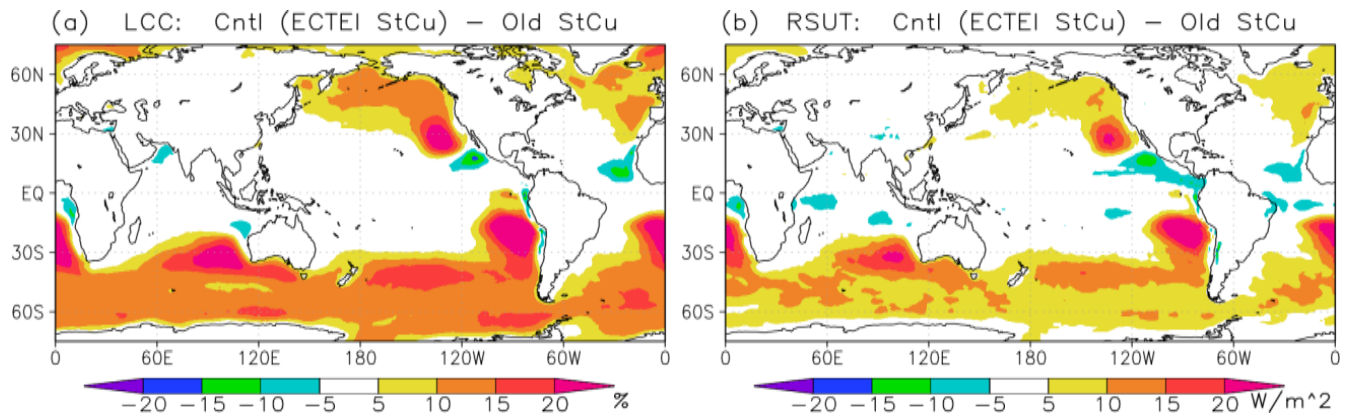 (a) LCC: Cntl (ECTEI StCu) − Old StCu
60N
30N
EQ
30S
60S
0 60E 120E 180 120W 60W 0
−20 −15 −10 −5 5 10 15 20 %
(b) RSUT: Cntl (ECTEI StCu) − Old StCu
60N
30N
EQ
30S
60S
0 60E 120E 180 120W 60W 0
−20 −15 −10 −5 5 10 15 20 W/m^2